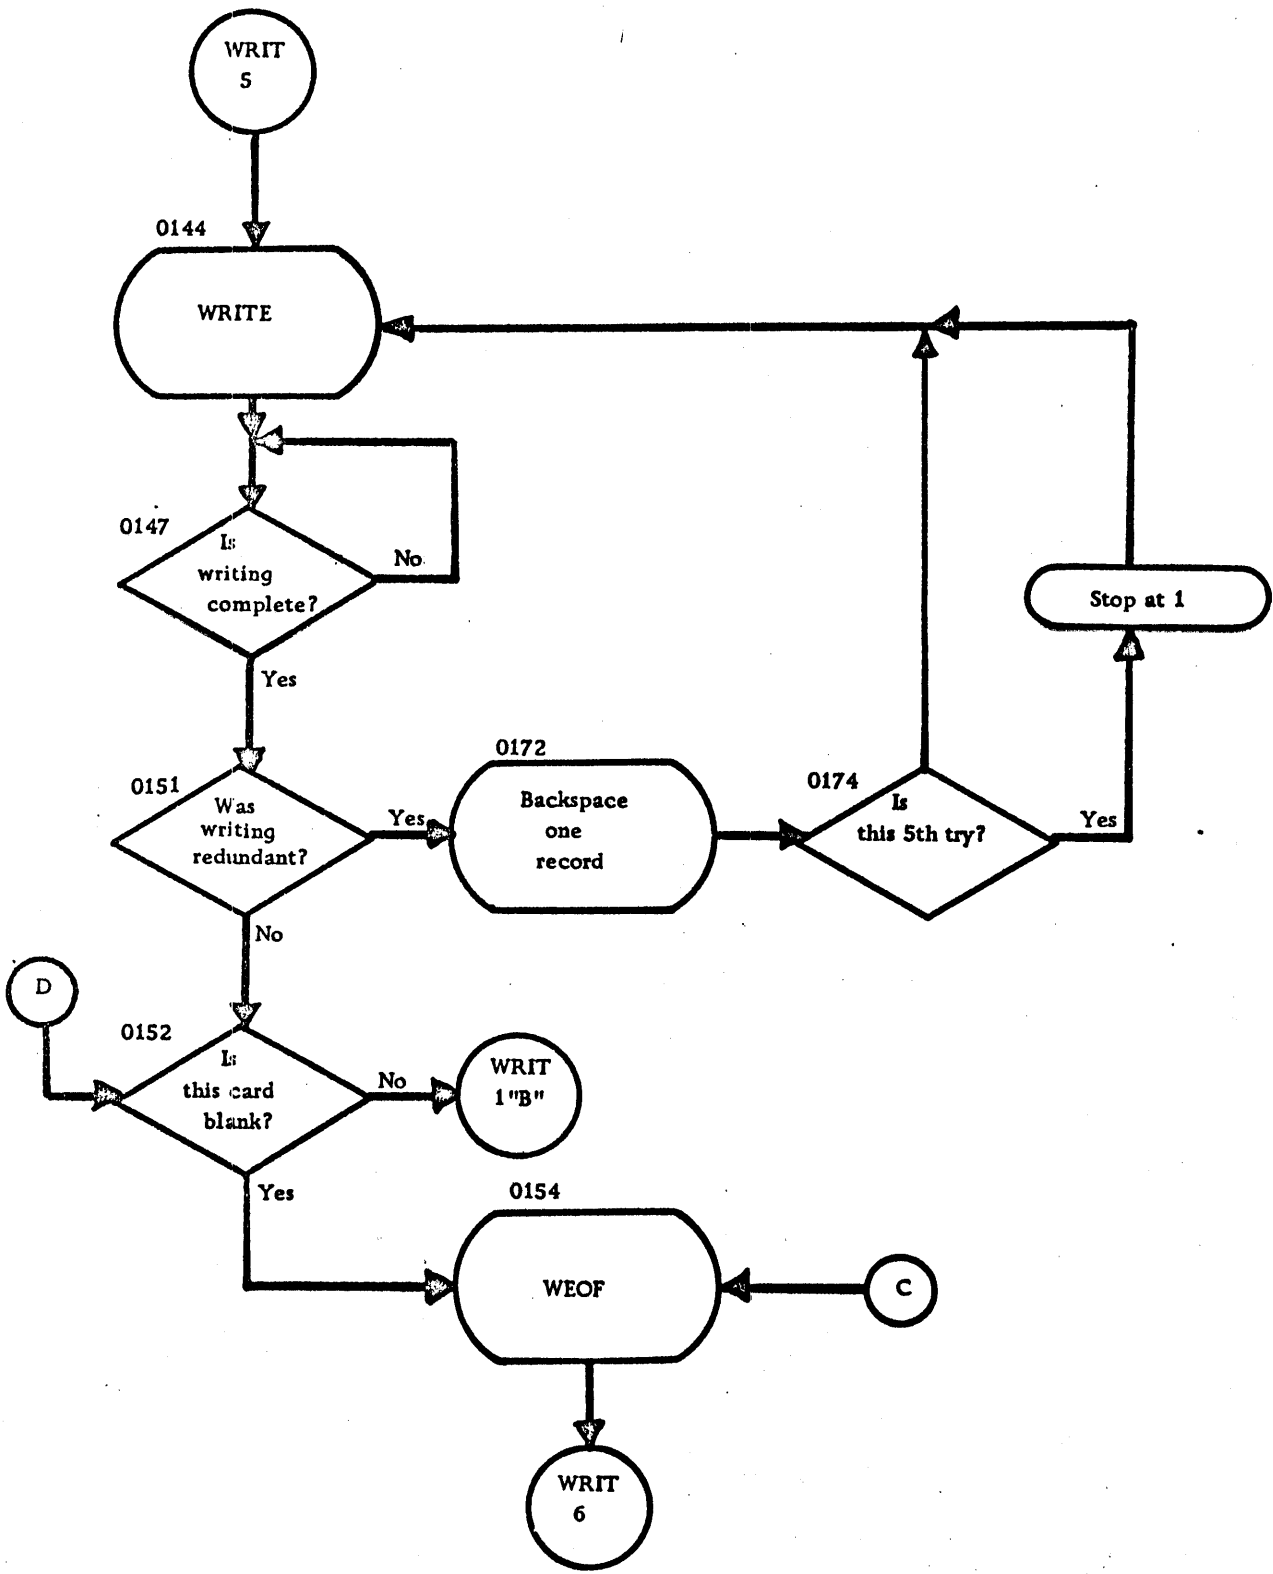 WRIT
5
0144
WRITE
0147
Is
writing
complete?
No
Yes
0151
Was
writing
redundant?
Yes
0172
Backspace
one
record
0174
Is
this 5th try?
Yes
Stop at 1
No
D
0152
Is
this card
blank?
No
WRIT
1"B"
Yes
0154
WEOF
C
WRIT
6